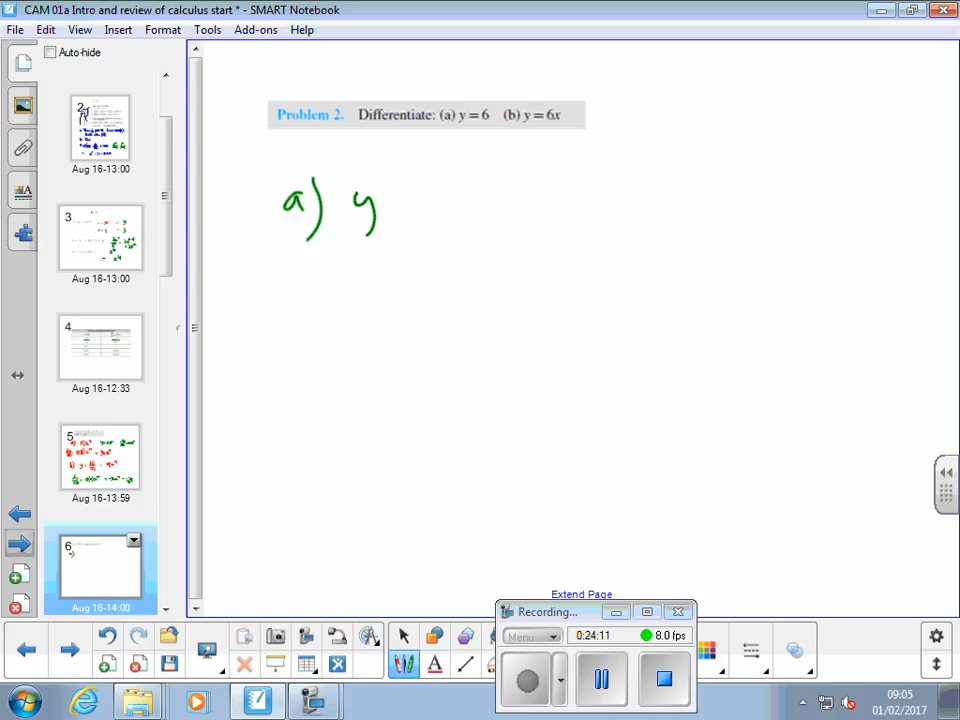 CAM 01a Intro and review of calculus start * - SMART Notebook
File Edit View Insert Format Tools Add-ons Help
Auto-hide
2
Aug 16-13:00
3
Aug 16-13:00
4
Aug 16-12:33
5
Aug 16-13:59
6
a)
Aug 16-14:00
Problem 2. Differentiate: (a) y = 6 (b) y = 6x
a) y
Extend Page
Recording...
Menu
0:24:11
8.0 fps
A
09:05
01/02/2017